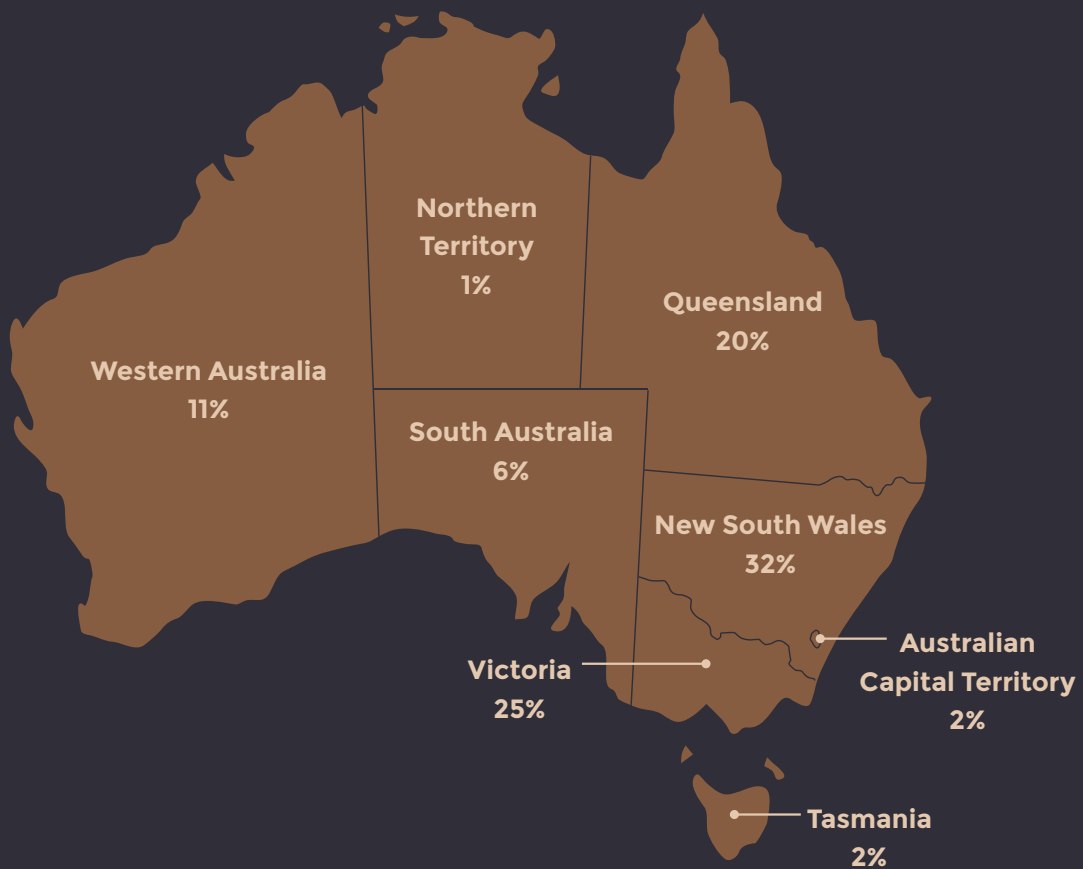 Northern
Territory
1%
Queensland
20%
Western Australia
11%
South Australia
6%
New South Wales
32%
Australian
Capital Territory
2%
Victoria
25%
Tasmania
2%